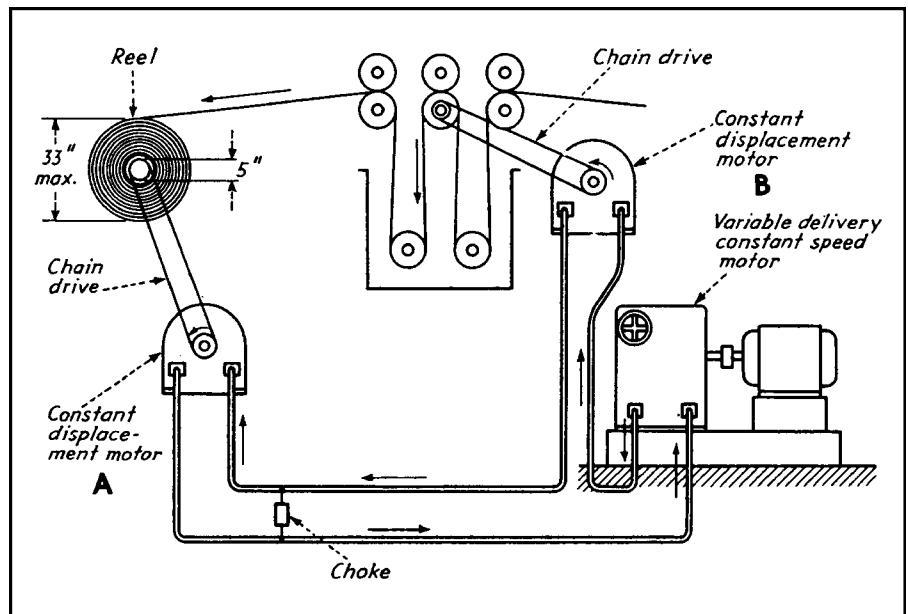 Reel
Chain drive
33"
max.
5"
Constant
displacement
motor
B
Variable delivery
constant speed
motor
Chain
drive
Constant
displace-
ment motor
A
Choke